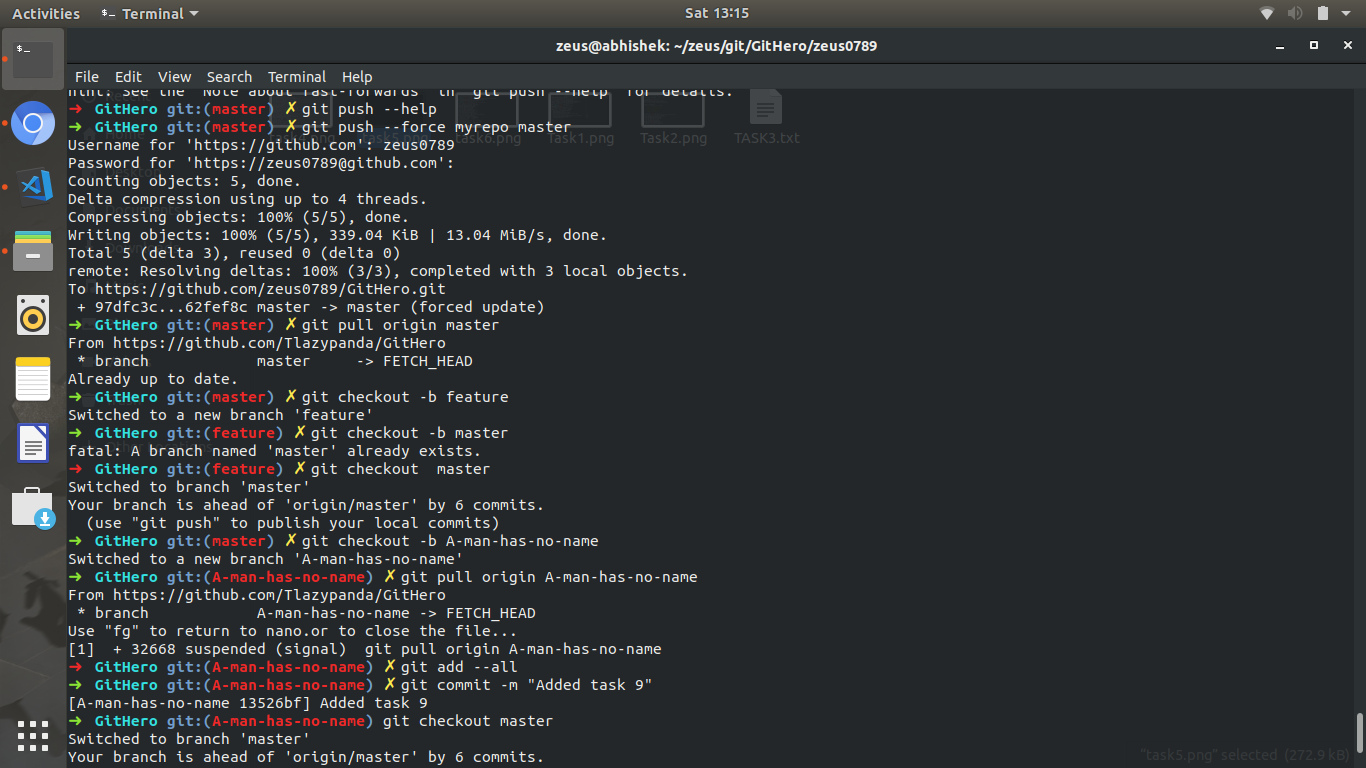 Activities
Terminal
Sat 13:15
zeus@abhishek: ~/zeus/git/GitHero/zeus0789
File Edit View Search Terminal Help
hint: See the 'Note about fast-forwards' in 'git push --help' for details.
➜  GitHero git:(master) ✗ git push --help
➜  GitHero git:(master) ✗ git push --force myrepo master
task5.png task6.png Task1.png Task2.png TASK3.txt
Username for 'https://github.com': zeus0789
Password for 'https://zeus0789@github.com':
Counting objects: 5, done.
Delta compression using up to 4 threads.
Compressing objects: 100% (5/5), done.
Writing objects: 100% (5/5), 339.04 KiB | 13.04 MiB/s, done.
Total 5 (delta 3), reused 0 (delta 0)
remote: Resolving deltas: 100% (3/3), completed with 3 local objects.
To https://github.com/zeus0789/GitHero.git
 + 97dfc3c...62fef8c master -> master (forced update)
➜  GitHero git:(master) ✗ git pull origin master
From https://github.com/Tlazypanda/GitHero
 * branch            master     -> FETCH_HEAD
Already up to date.
➜  GitHero git:(master) ✗ git checkout -b feature
Switched to a new branch 'feature'
➜  GitHero git:(feature) ✗ git checkout -b master
fatal: A branch named 'master' already exists.
➜  GitHero git:(feature) ✗ git checkout  master
Switched to branch 'master'
Your branch is ahead of 'origin/master' by 6 commits.
  (use "git push" to publish your local commits)
➜  GitHero git:(master) ✗ git checkout -b A-man-has-no-name
Switched to a new branch 'A-man-has-no-name'
➜  GitHero git:(A-man-has-no-name) ✗ git pull origin A-man-has-no-name
From https://github.com/Tlazypanda/GitHero
 * branch            A-man-has-no-name -> FETCH_HEAD
Use "fg" to return to nano.or to close the file...
[1]  + 32668 suspended (signal)  git pull origin A-man-has-no-name
➜  GitHero git:(A-man-has-no-name) ✗ git add --all
➜  GitHero git:(A-man-has-no-name) ✗ git commit -m "Added task 9"
[A-man-has-no-name 13526bf] Added task 9
➜  GitHero git:(A-man-has-no-name) git checkout master
Switched to branch 'master'
Your branch is ahead of 'origin/master' by 6 commits.
"task5.png" selected (272.9 kB)